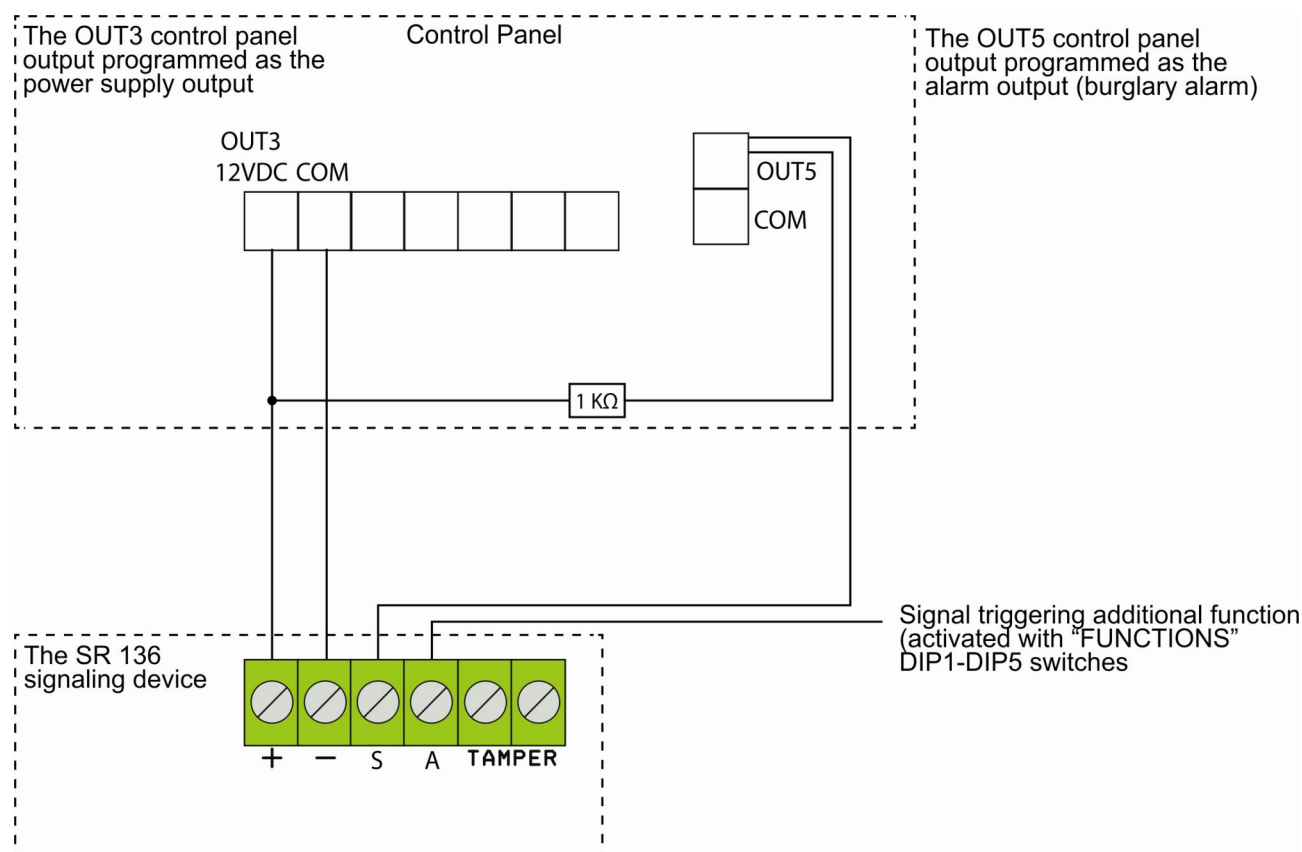 The OUT3 control panel
output programmed as the
power supply output
Control Panel
The OUT5 control panel
output programmed as the
alarm output (burglary alarm)
OUT3
12VDC COM
OUT5
COM
1 KΩ
Signal triggering additional function
(activated with “FUNCTIONS”
DIP1-DIP5 switches
The SR 136
signaling device
+ — S A TAMPER